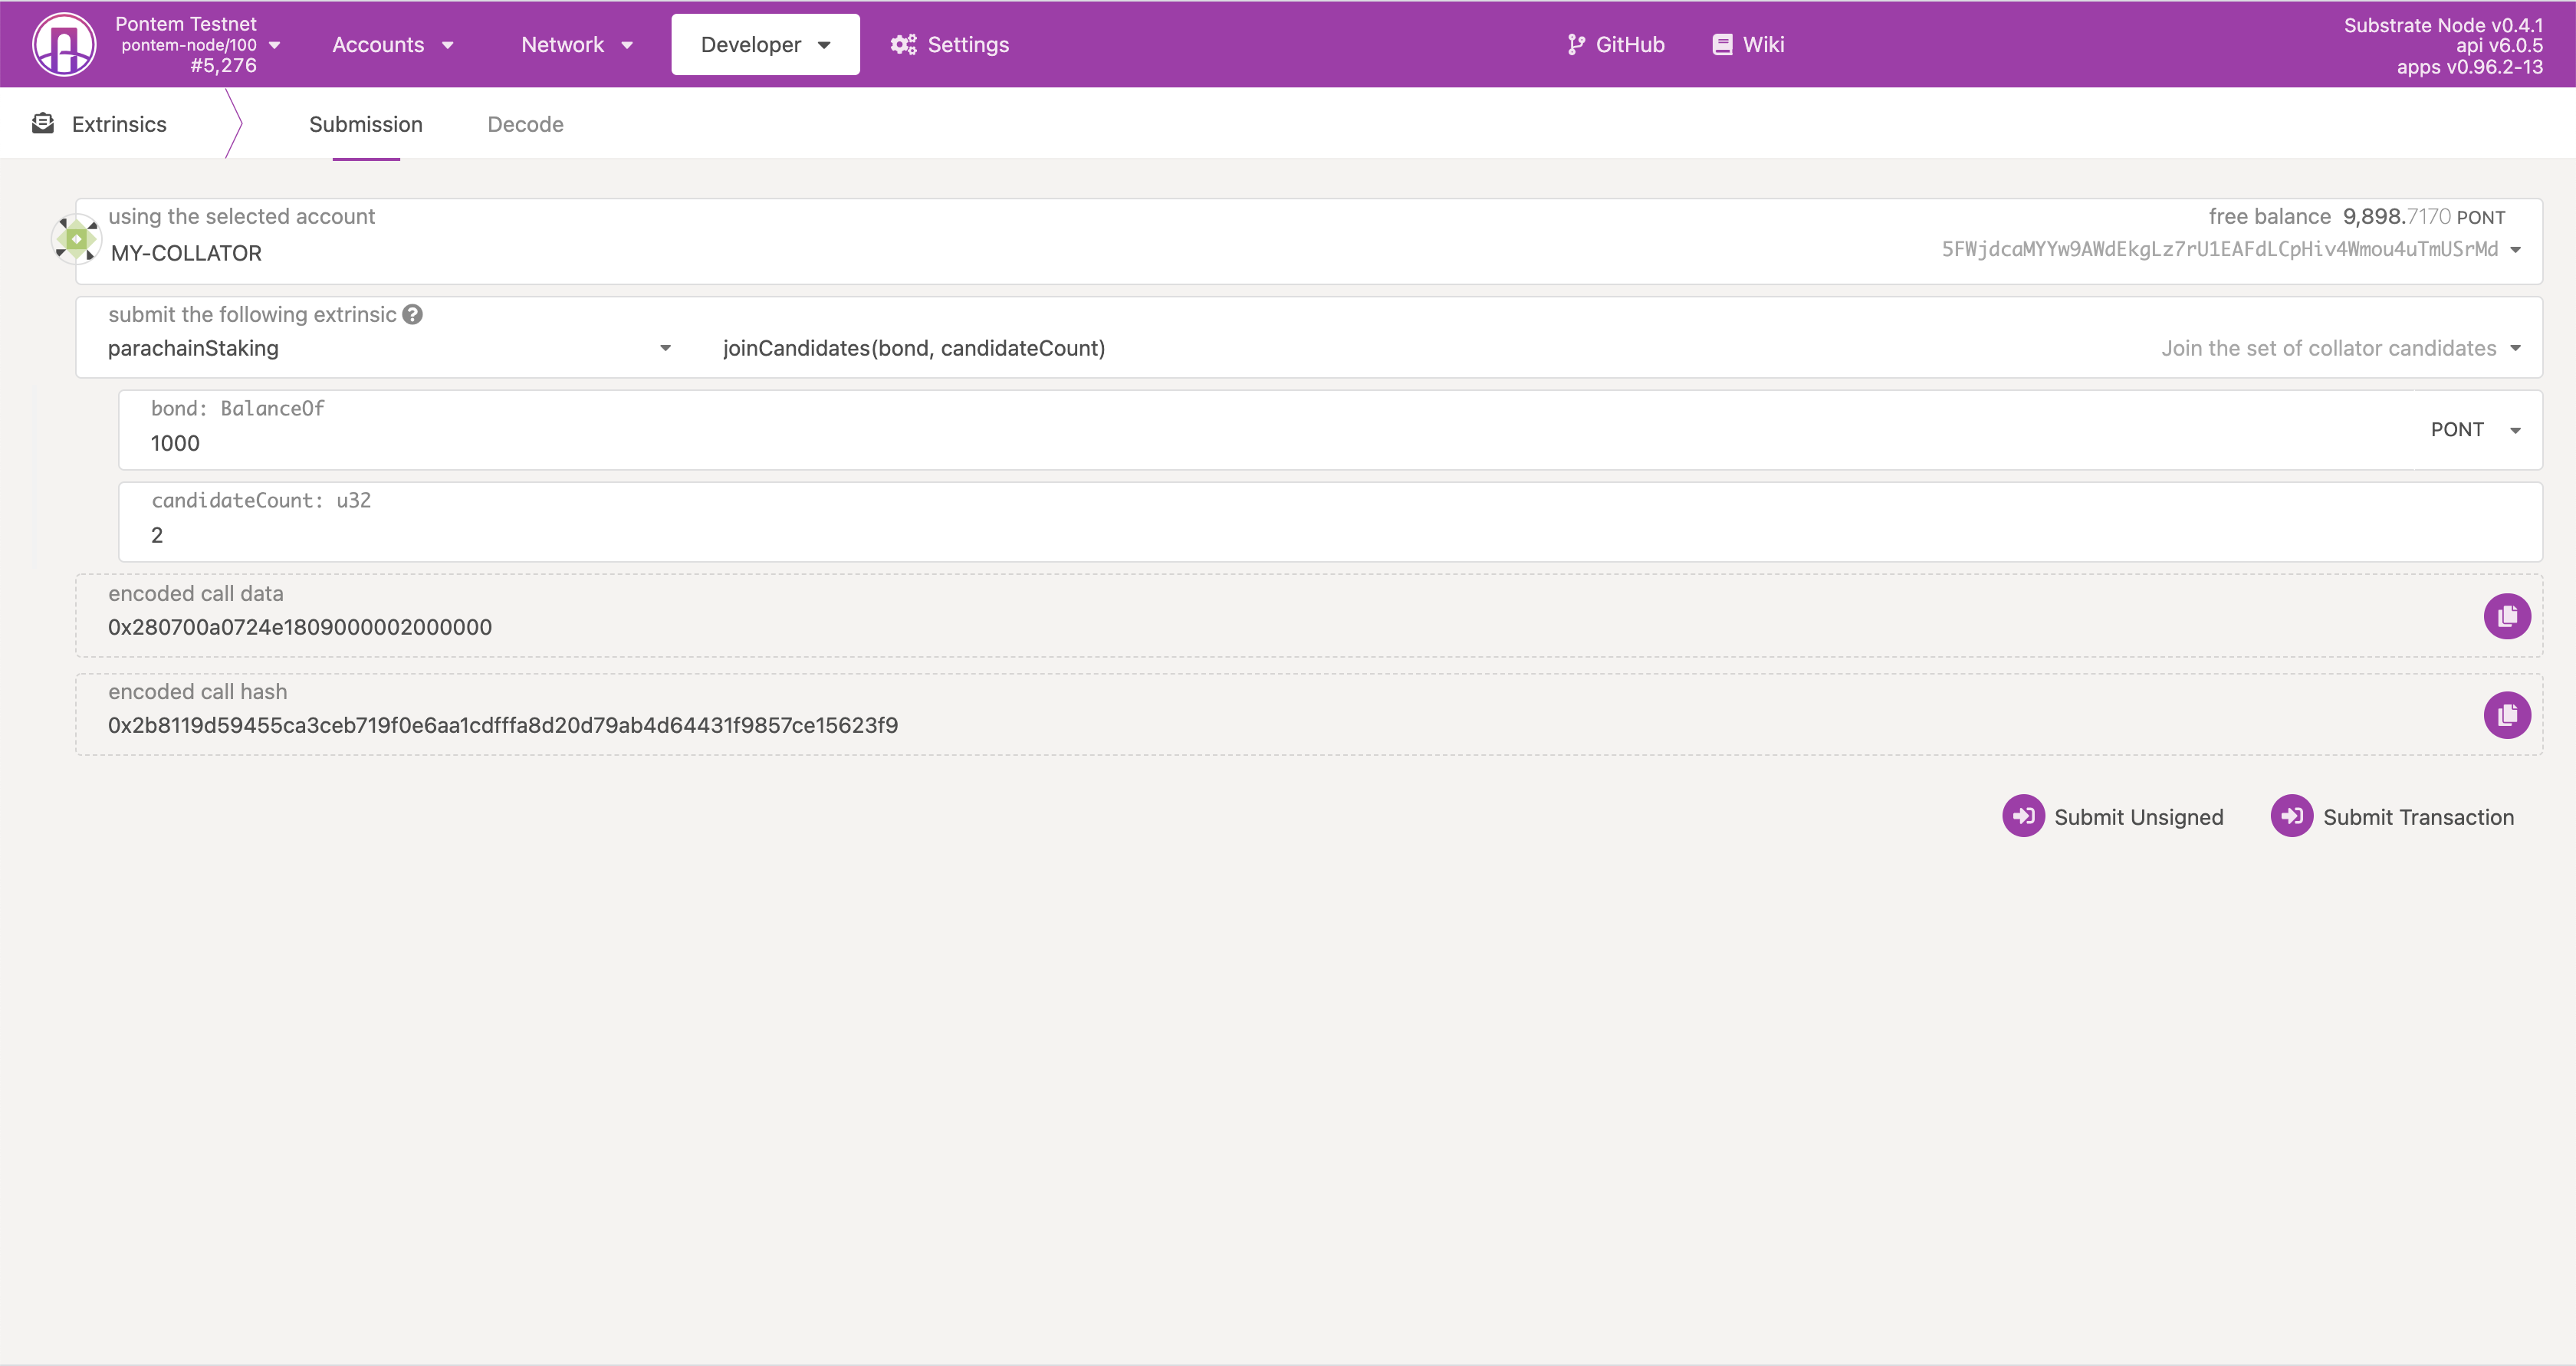 Pontem Testnet
pontem-node/100
#5,276
Accounts
Network
Developer
Settings
GitHub
Wiki
Substrate Node v0.4.1
api v6.0.5
apps v0.96.2-13
Extrinsics
Submission
Decode
using the selected account
free balance 9,898.7170 PONT
MY-COLLATOR
5FWjdcaMYYw9AWdEkgLz7rU1EAFdLCpHiv4Wmou4uTmUSrMd
submit the following extrinsic ?
parachainStaking
joinCandidates(bond, candidateCount)
Join the set of collator candidates
bond: BalanceOf
1000
PONT
candidateCount: u32
2
encoded call data
0x280700a0724e1809000002000000
encoded call hash
0x2b8119d59455ca3ceb719f0e6aa1cdfffa8d20d79ab4d64431f9857ce15623f9
Submit Unsigned
Submit Transaction